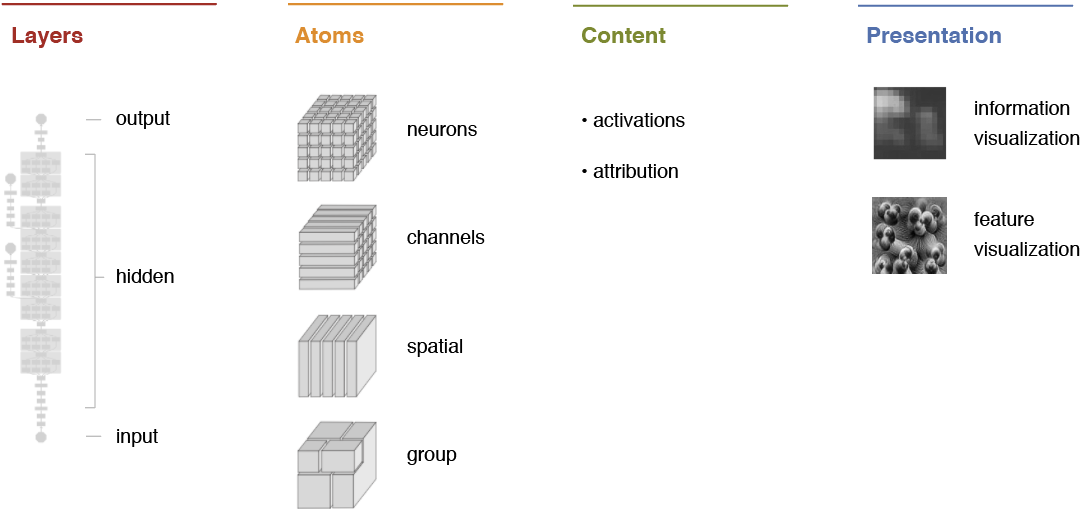 Layers
output
hidden
input
Atoms
neurons
channels
spatial
group
Content
• activations
• attribution
Presentation
information
visualization
feature
visualization